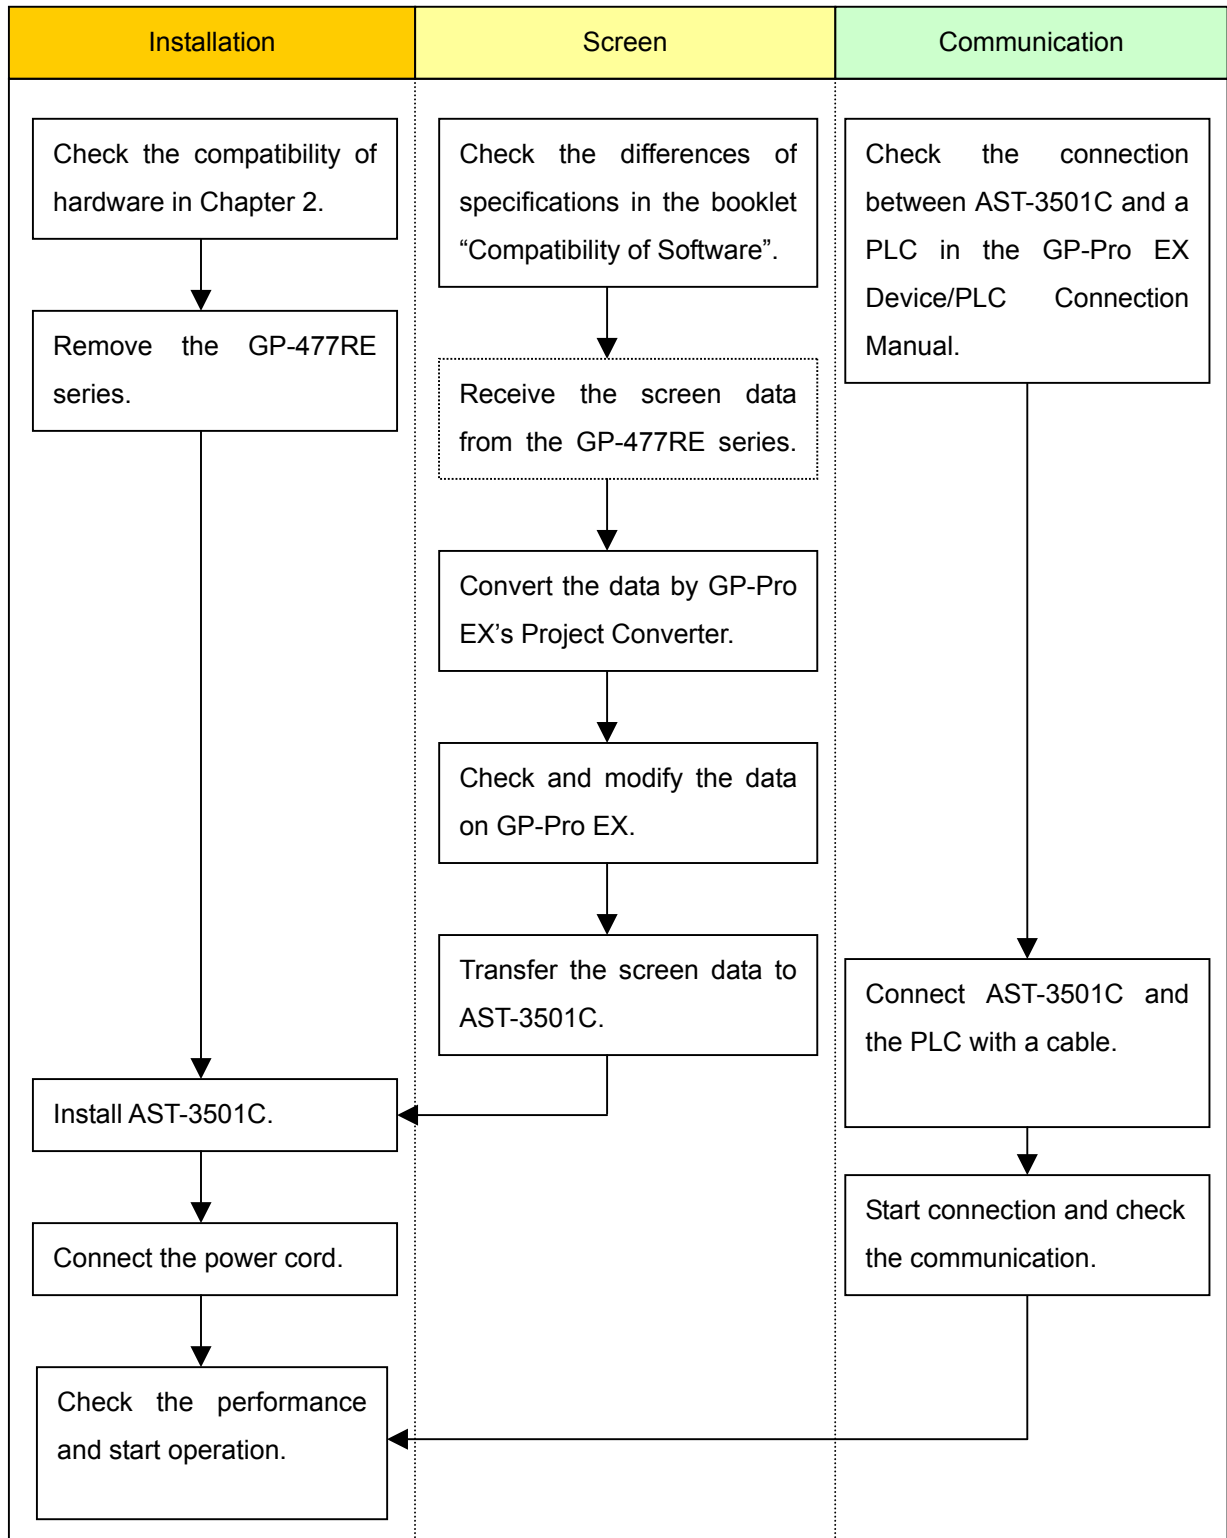 Installation
Screen
Communication
Check the compatibility of
hardware in Chapter 2.
Remove the GP-477RE
series.
Install AST-3501C.
Connect the power cord.
Check the performance
and start operation.
Check the differences of
specifications in the booklet
“Compatibility of Software”.
Receive the screen data
from the GP-477RE series.
Convert the data by GP-Pro
EX’s Project Converter.
Check and modify the data
on GP-Pro EX.
Transfer the screen data to
AST-3501C.
Check the connection
between AST-3501C and a
PLC in the GP-Pro EX
Device/PLC Connection
Manual.
Connect AST-3501C and
the PLC with a cable.
Start connection and check
the communication.